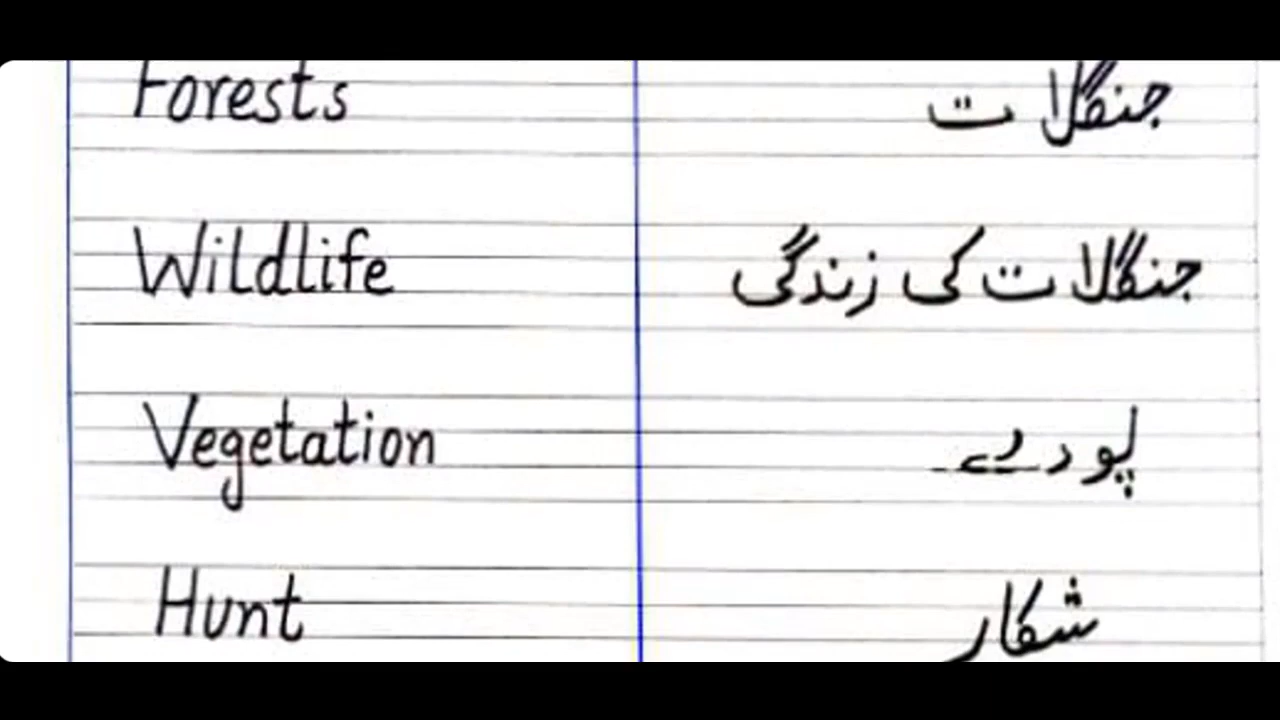 Forests جنگلات
Wildlife جنگلات کی زندگی
Vegetation پودے
Hunt شکار